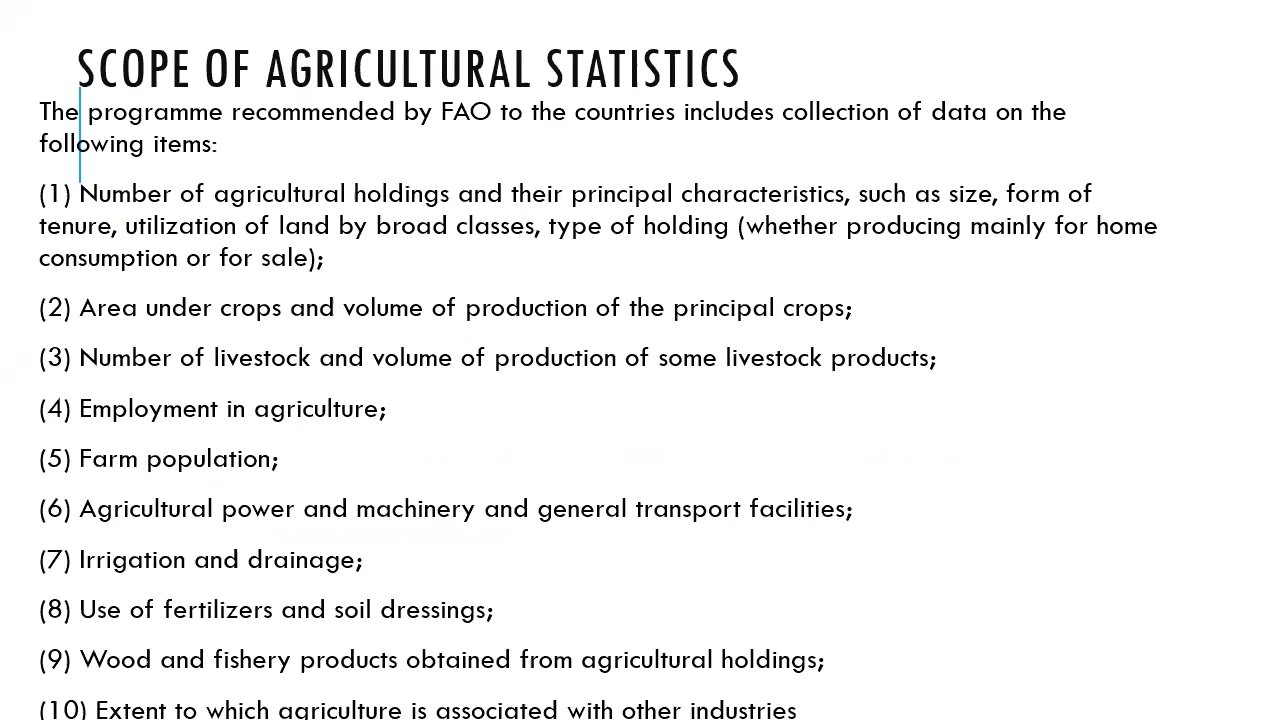 SCOPE OF AGRICULTURAL STATISTICS
The programme recommended by FAO to the countries includes collection of data on the
following items:
(1) Number of agricultural holdings and their principal characteristics, such as size, form of
tenure, utilization of land by broad classes, type of holding (whether producing mainly for home
consumption or for sale);
(2) Area under crops and volume of production of the principal crops;
(3) Number of livestock and volume of production of some livestock products;
(4) Employment in agriculture;
(5) Farm population;
(6) Agricultural power and machinery and general transport facilities;
(7) Irrigation and drainage;
(8) Use of fertilizers and soil dressings;
(9) Wood and fishery products obtained from agricultural holdings;
(10) Extent to which agriculture is associated with other industries